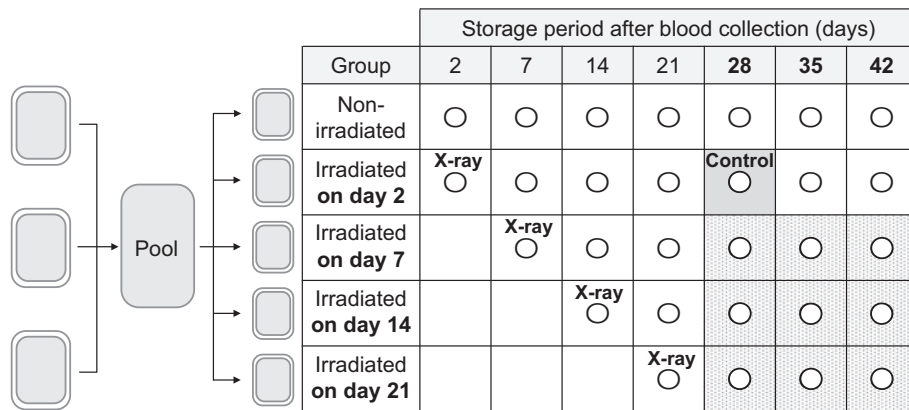 Storage period after blood collection (days)
Group 2 7 14 21 28 35 42
Non-
irradiated
Irradiated
on day 2
X-ray
Control
Irradiated
on day 7
X-ray
Pool
Irradiated
on day 14
X-ray
Irradiated
on day 21
X-ray